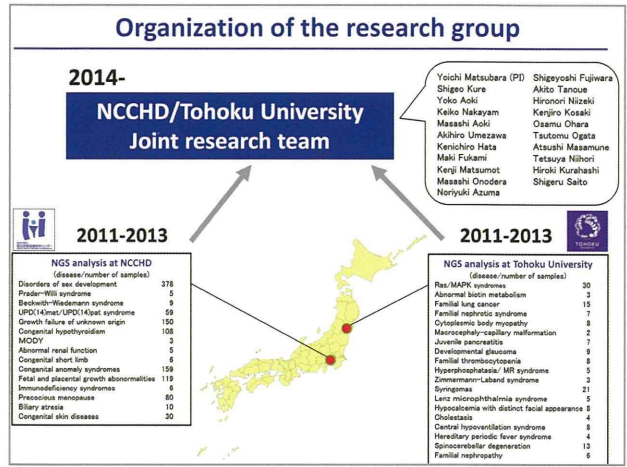 Organization of the research group
2014-
NCCHD/Tohoku University
Joint research team
Yoichi Matsubara (PI)
Shigeo Kure
Yoko Aoki
Keiko Nakayam
Masashi Aoki
Akihiro Umezawa
Kenichiro Hata
Maki Fukami
Kenji Matsumot
Masashi Onodera
Noriyuki Azuma
Shigeyoshi Fujiwara
Akito Tanoue
Hironori Niizeki
Kenjiro Kosaki
Osamu Ohara
Tsutomu Ogata
Atsushi Masamune
Tetsuya Niihori
Hiroki Kurahashi
Shigeru Saito
2011-2013
NGS analysis at NCCHD
(disease/number of samples)
Disorders of sex development 378
Prader-Willi syndrome 5
Beckwith-Wiedemann syndrome 9
UPD(14)mat/UPD(14)pat syndrome 59
Growth failure of unknown origin 150
Congenital hypothyroidism 108
MODY 3
Abnormal renal function 5
Congenital short limb 6
Congenital anomaly syndromes 159
Fetal and placental growth abonormalities 119
Immunodeficiency syndromes 6
Precocious menopause 80
Biliary atresia 10
Congenital skin diseases 30
2011-2013
TOHOKU
NGS analysis at Tohoku University
(disease/number of samples)
Ras/MAPK syndromes 30
Abnormal biotin metabolism 3
Familial lung cancer 15
Familial nephrotic syndrome 7
Cytoplasmic body myopathy 8
Macrocephaly-capillary malformation 2
Juvenile pancreatitis 7
Developmental glaucoma 9
Familial thrombocytopenia 8
Hyperphosphatasia/ MR syndrome 5
Zimmermann-Laband syndrome 3
Syringomas 21
Lenz microphthalmia syndrome 5
Hypocalcemia with distinct facial appearance 8
Cholestasis 4
Central hypoventilation syndrome 8
Hereditary periodic fever syndrome 4
Spinocerebellar degeneration 13
Familial nephropathy 6